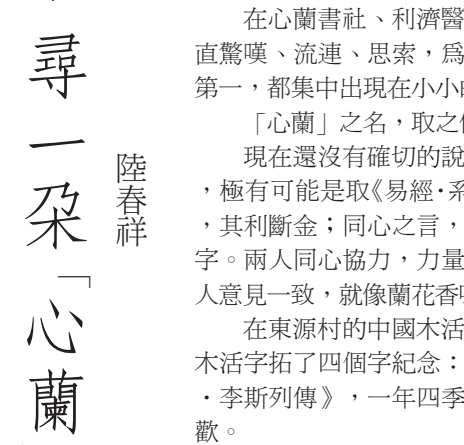 尋一朵「心蘭
陸春祥
在心蘭書社、利濟醫
直驚嘆、流連、思索，爲
第一，都集中出現在小小
「心蘭」之名，取之
現在還沒有確切的說
，極有可能是取《易經·系
，其利斷金；同心之言，
字。兩人同心協力，力量
人意見一致，就像蘭花香
在東源村的中國木活
木活字拓了四個字紀念：
·李斯列傳》，一年四季
歡。